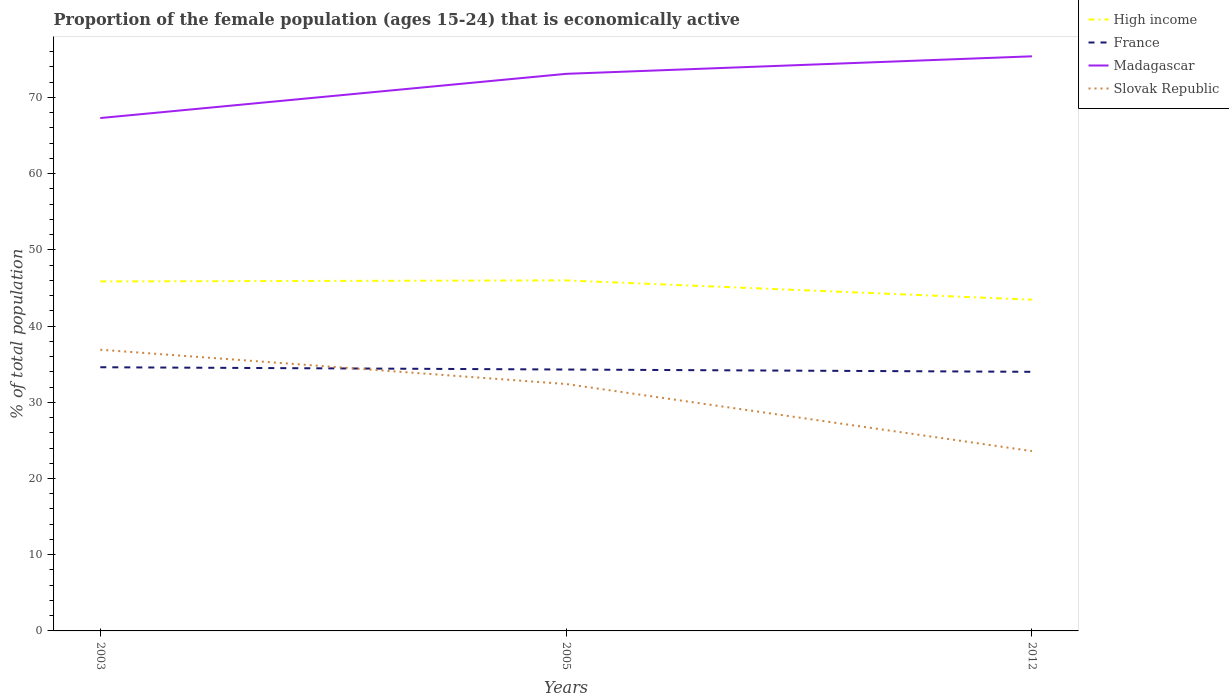 Proportion of the female population (ages 15-24) that is economically active
High income
France
Madagascar
Slovak Republic
% of total population
70
60
50
40
30
20
10
0
2003
2005
2012
Years